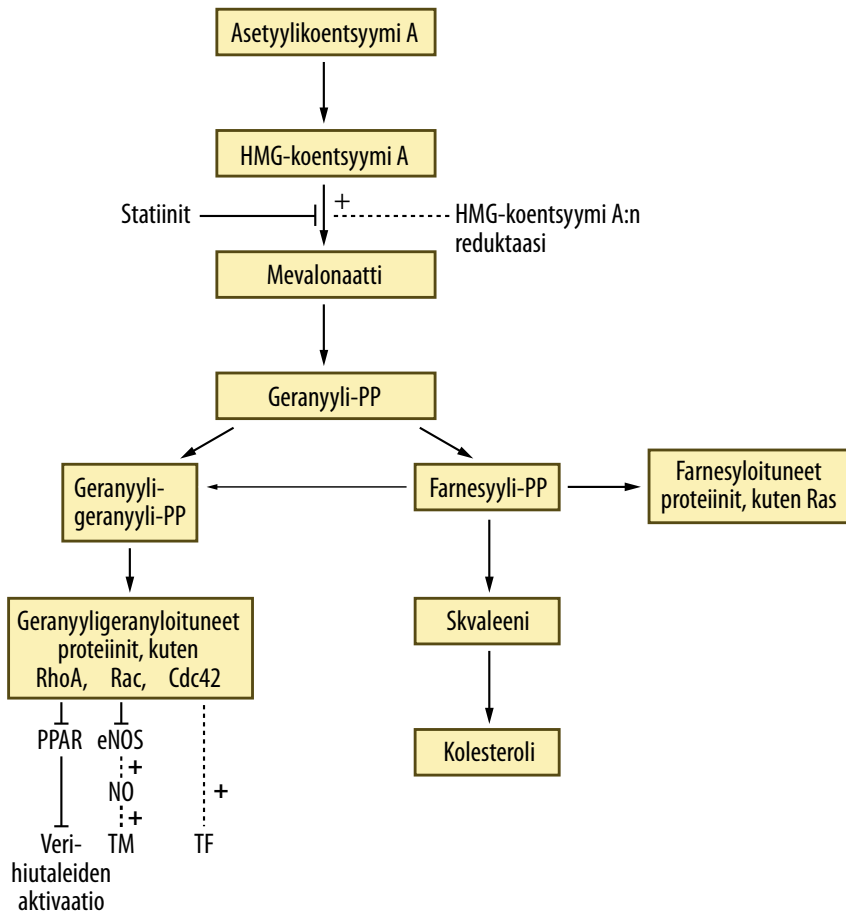 Asetyylikoentsyymi A
HMG-koentsyymi A
+
Statiinit
HMG-koentsyymi A:n
reduktaasi
Mevalonaatti
Geranyyli-PP
Geranyyli-
geranyyli-PP
Farnesyyli-PP
Farnesyloituneet
proteiinit, kuten Ras
Geranyyligeranyloituneet
proteiinit, kuten
RhoA, Rac, Cdc42
Skvaleeni
Kolesteroli
PPAR eNOS
+
NO
+
+
Veri-
hiutaleiden
aktivaatio
TM
TF